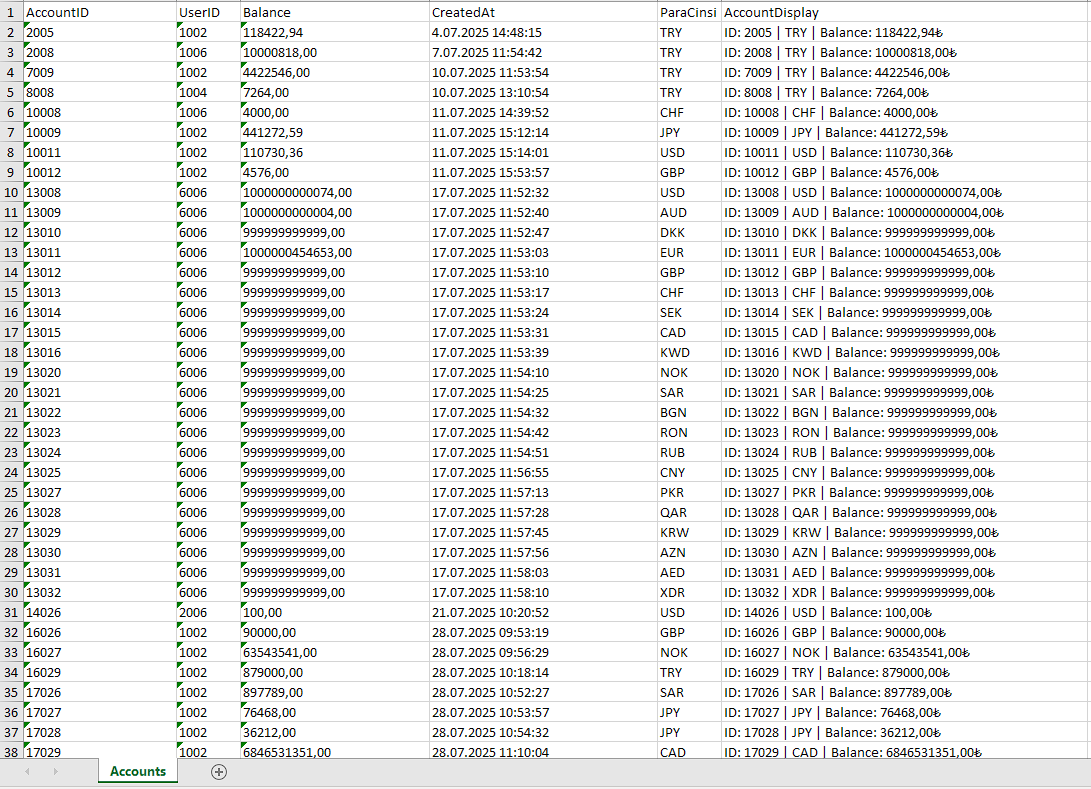 1 AccountID UserID Balance CreatedAt ParaCinsi AccountDisplay
2 2005 1002 118422,94 4.07.2025 14:48:15 TRY ID: 2005 | TRY | Balance: 118422,94₺
3 2008 1006 10000818,00 7.07.2025 11:54:42 TRY ID: 2008 | TRY | Balance: 10000818,00₺
4 7009 1002 4422546,00 10.07.2025 11:53:54 TRY ID: 7009 | TRY | Balance: 4422546,00₺
5 8008 1004 7264,00 10.07.2025 13:10:54 TRY ID: 8008 | TRY | Balance: 7264,00₺
6 10008 1006 4000,00 11.07.2025 14:39:52 CHF ID: 10008 | CHF | Balance: 4000,00₺
7 10009 1002 441272,59 11.07.2025 15:12:14 JPY ID: 10009 | JPY | Balance: 441272,59₺
8 10011 1002 110730,36 11.07.2025 15:14:01 USD ID: 10011 | USD | Balance: 110730,36₺
9 10012 1002 4576,00 11.07.2025 15:53:57 GBP ID: 10012 | GBP | Balance: 4576,00₺
10 13008 6006 1000000000074,00 17.07.2025 11:52:32 USD ID: 13008 | USD | Balance: 1000000000074,00₺
11 13009 6006 1000000000004,00 17.07.2025 11:52:40 AUD ID: 13009 | AUD | Balance: 1000000000004,00₺
12 13010 6006 999999999999,00 17.07.2025 11:52:47 DKK ID: 13010 | DKK | Balance: 999999999999,00₺
13 13011 6006 1000000454653,00 17.07.2025 11:53:03 EUR ID: 13011 | EUR | Balance: 1000000454653,00₺
14 13012 6006 999999999999,00 17.07.2025 11:53:10 GBP ID: 13012 | GBP | Balance: 999999999999,00₺
15 13013 6006 999999999999,00 17.07.2025 11:53:17 CHF ID: 13013 | CHF | Balance: 999999999999,00₺
16 13014 6006 999999999999,00 17.07.2025 11:53:24 SEK ID: 13014 | SEK | Balance: 999999999999,00₺
17 13015 6006 999999999999,00 17.07.2025 11:53:31 CAD ID: 13015 | CAD | Balance: 999999999999,00₺
18 13016 6006 999999999999,00 17.07.2025 11:53:39 KWD ID: 13016 | KWD | Balance: 999999999999,00₺
19 13020 6006 999999999999,00 17.07.2025 11:54:10 NOK ID: 13020 | NOK | Balance: 999999999999,00₺
20 13021 6006 999999999999,00 17.07.2025 11:54:25 SAR ID: 13021 | SAR | Balance: 999999999999,00₺
21 13022 6006 999999999999,00 17.07.2025 11:54:32 BGN ID: 13022 | BGN | Balance: 999999999999,00₺
22 13023 6006 999999999999,00 17.07.2025 11:54:42 RON ID: 13023 | RON | Balance: 999999999999,00₺
23 13024 6006 999999999999,00 17.07.2025 11:54:51 RUB ID: 13024 | RUB | Balance: 999999999999,00₺
24 13025 6006 999999999999,00 17.07.2025 11:56:55 CNY ID: 13025 | CNY | Balance: 999999999999,00₺
25 13027 6006 999999999999,00 17.07.2025 11:57:13 PKR ID: 13027 | PKR | Balance: 999999999999,00₺
26 13028 6006 999999999999,00 17.07.2025 11:57:28 QAR ID: 13028 | QAR | Balance: 999999999999,00₺
27 13029 6006 999999999999,00 17.07.2025 11:57:45 KRW ID: 13029 | KRW | Balance: 999999999999,00₺
28 13030 6006 999999999999,00 17.07.2025 11:57:56 AZN ID: 13030 | AZN | Balance: 999999999999,00₺
29 13031 6006 999999999999,00 17.07.2025 11:58:03 AED ID: 13031 | AED | Balance: 999999999999,00₺
30 13032 6006 999999999999,00 17.07.2025 11:58:10 XDR ID: 13032 | XDR | Balance: 999999999999,00₺
31 14026 2006 100,00 21.07.2025 10:20:52 USD ID: 14026 | USD | Balance: 100,00₺
32 16026 1002 90000,00 28.07.2025 09:53:19 GBP ID: 16026 | GBP | Balance: 90000,00₺
33 16027 1002 63543541,00 28.07.2025 09:56:29 NOK ID: 16027 | NOK | Balance: 63543541,00₺
34 16029 1002 879000,00 28.07.2025 10:18:14 TRY ID: 16029 | TRY | Balance: 879000,00₺
35 17026 1002 897789,00 28.07.2025 10:52:27 SAR ID: 17026 | SAR | Balance: 897789,00₺
36 17027 1002 76468,00 28.07.2025 10:53:57 JPY ID: 17027 | JPY | Balance: 76468,00₺
37 17028 1002 36212,00 28.07.2025 10:54:32 JPY ID: 17028 | JPY | Balance: 36212,00₺
38 17029 1002 6846531351,00 28.07.2025 11:10:04 CAD ID: 17029 | CAD | Balance: 6846531351,00₺
Accounts